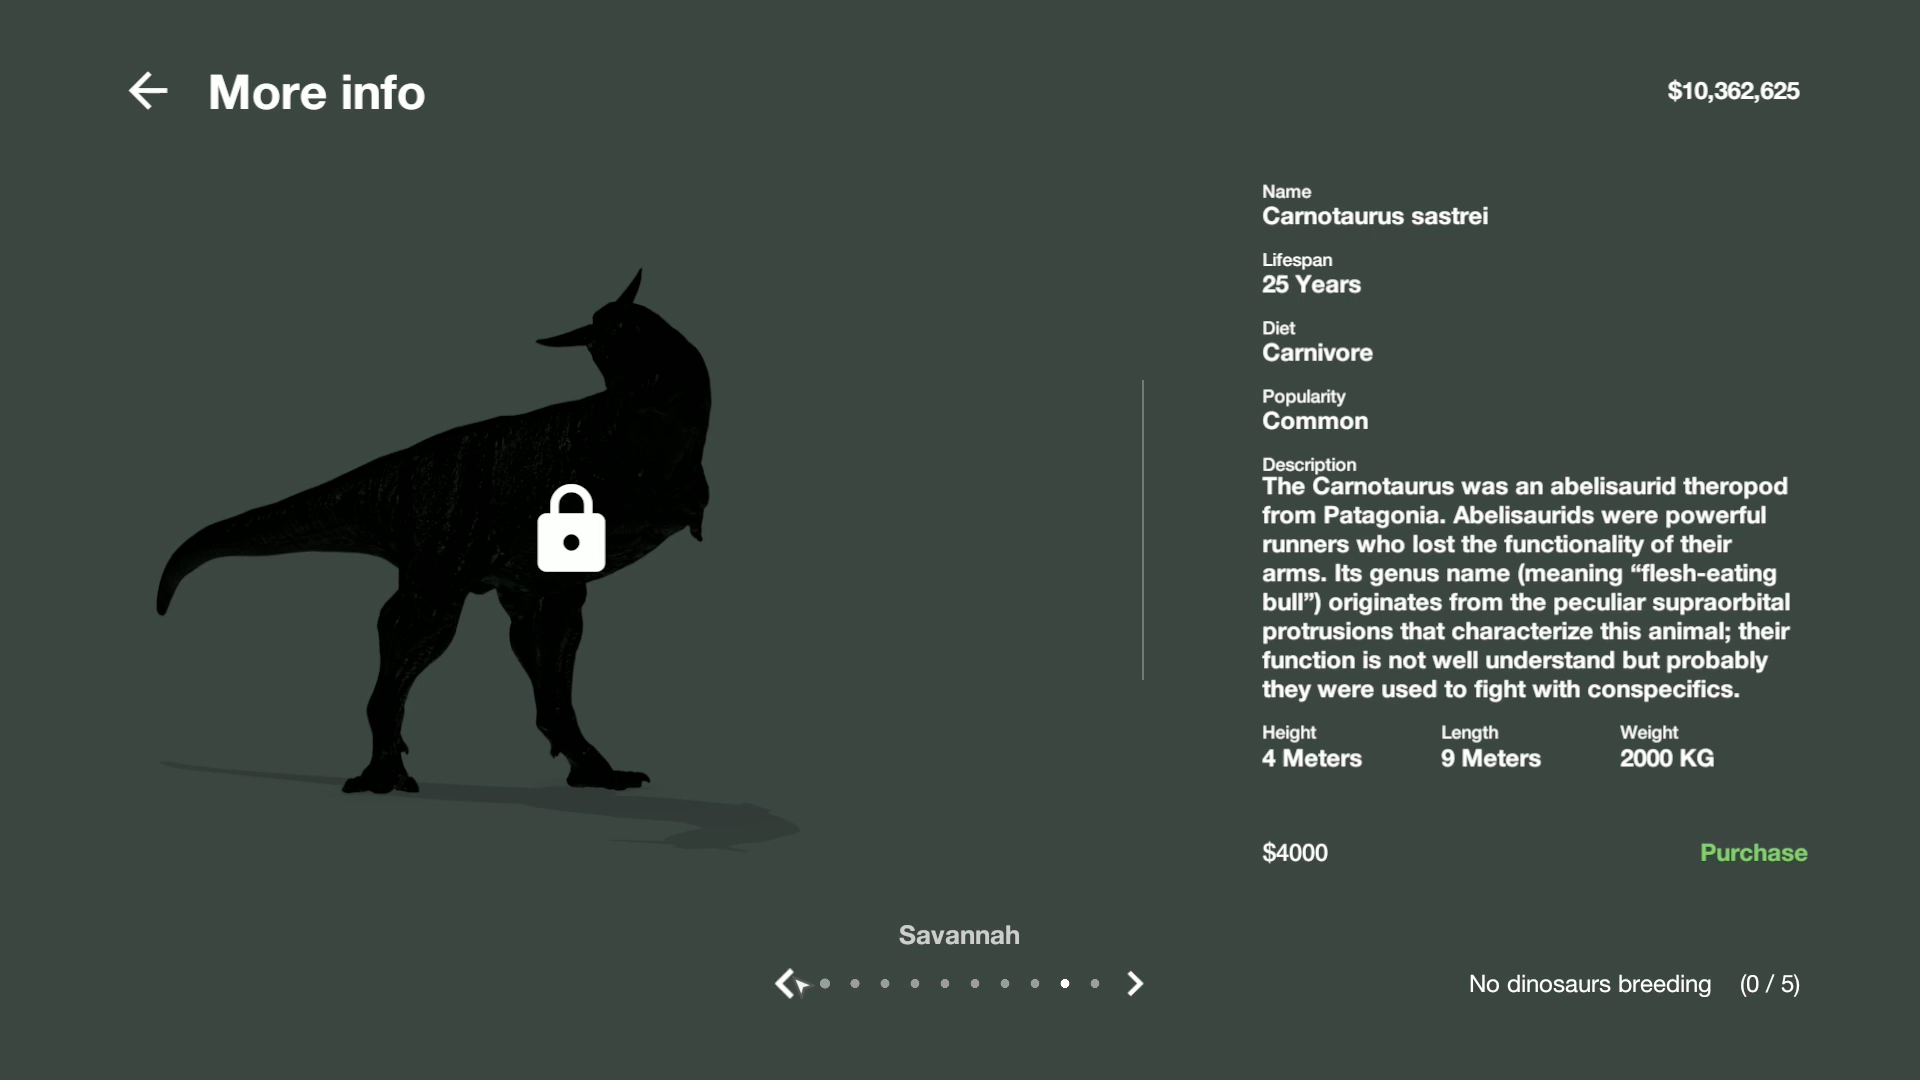 More info
$10,362,625
Name
Carnotaurus sastrei
Lifespan
25 Years
Diet
Carnivore
Popularity
Common
Description
The Carnotaurus was an abelisaurid theropod
from Patagonia. Abelisaurids were powerful
runners who lost the functionality of their
arms. Its genus name (meaning “flesh-eating
bull”) originates from the peculiar supraorbital
protrusions that characterize this animal; their
function is not well understand but probably
they were used to fight with conspecifics.
Height Length Weight
4 Meters 9 Meters 2000 KG
$4000 Purchase
Savannah
No dinosaurs breeding (0 / 5)